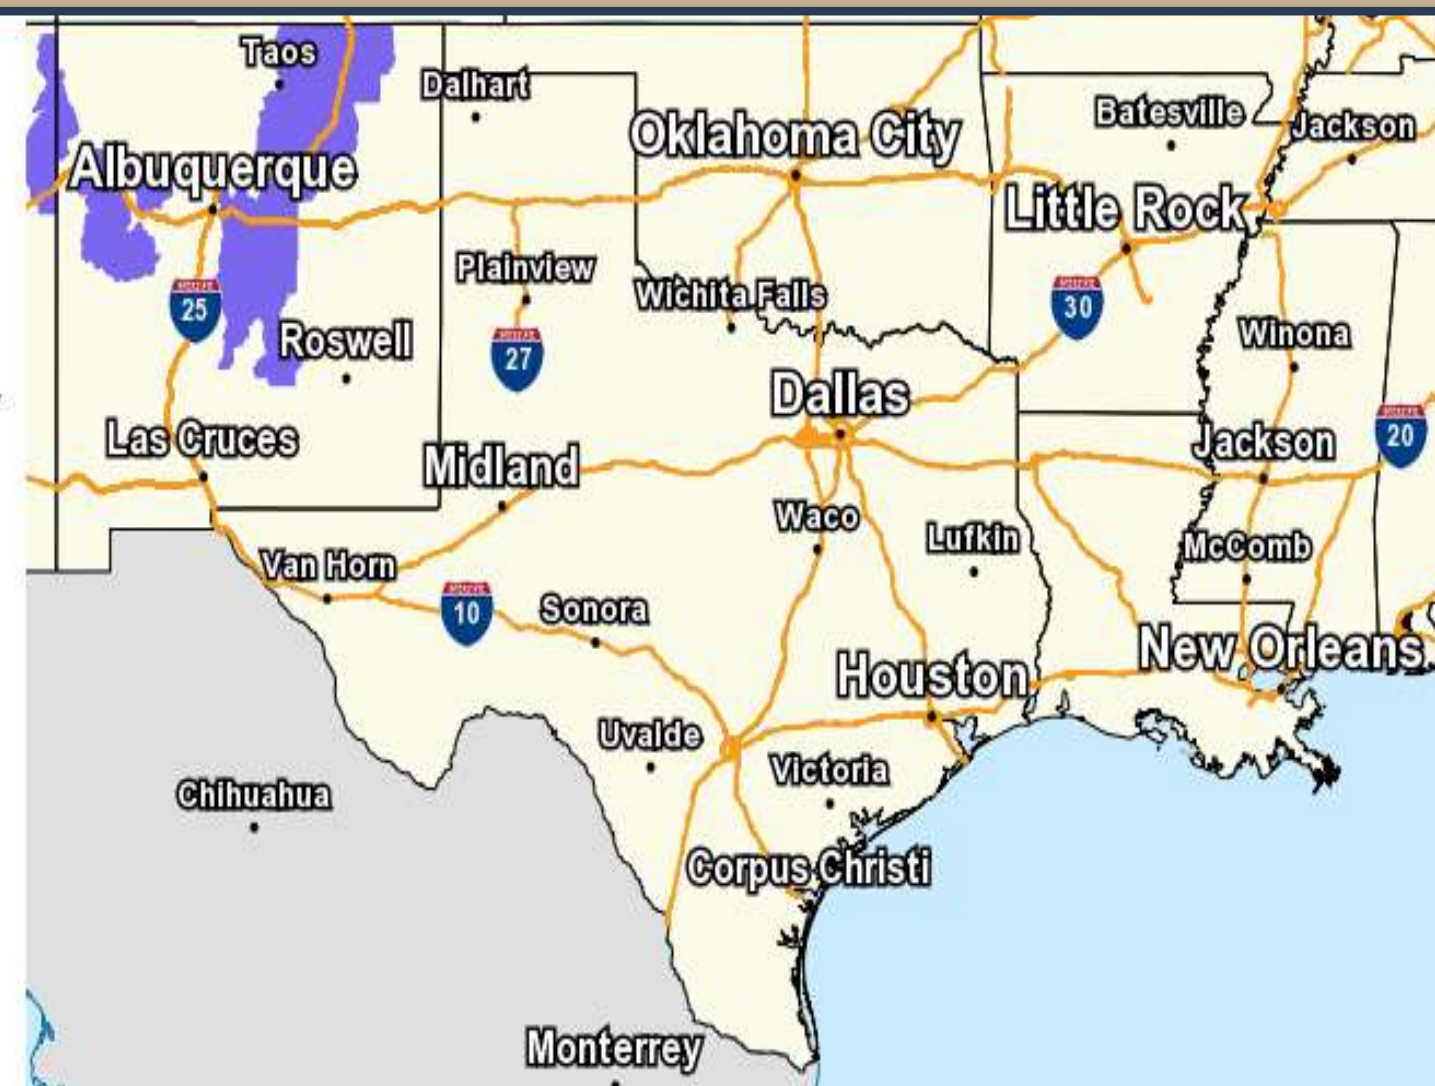 Taos
Dalhart
Batesville
Jackson
Oklahoma City
Albuquerque
Little Rock
Plainview
Wichita Falls
25
30
Roswell
27
Winona
Dallas
Las Cruces
Midland
Jackson
20
Waco
Lufkin
McComb
Van Horn
10
Sonora
New Orleans
Houston
Uvalde
Victoria
Chihuahua
Corpus Christi
Monterrey